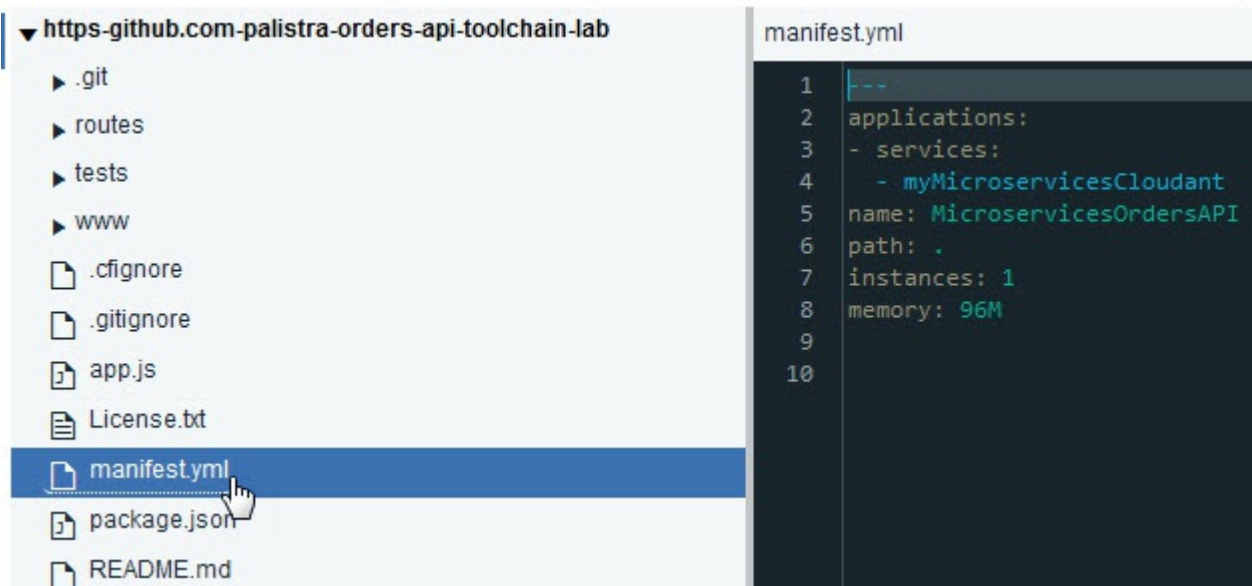 https-github.com-palistra-orders-api-toolchain-lab
.git
routes
tests
www
.cfignore
.gitignore
app.js
License.txt
manifest.yml
package.json
README.md
manifest.yml
1 ---
2 applications:
3 - services:
4   - myMicroservicesCloudant
5 name: MicroservicesOrdersAPI
6 path: .
7 instances: 1
8 memory: 96M
9
10